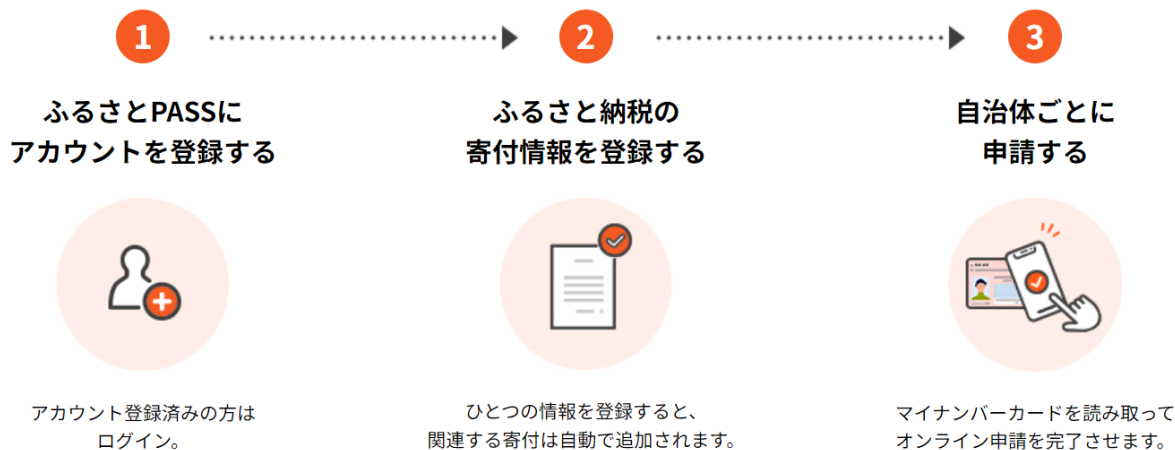 1
ふるさとPASSに
アカウントを登録する
アカウント登録済みの方は
ログイン。
2
ふるさと納税の
寄付情報を登録する
ひとつの情報を登録すると、
関連する寄付は自動で追加されます。
3
自治体ごとに
申請する
マイナンバーカードを読み取って
オンライン申請を完了させます。